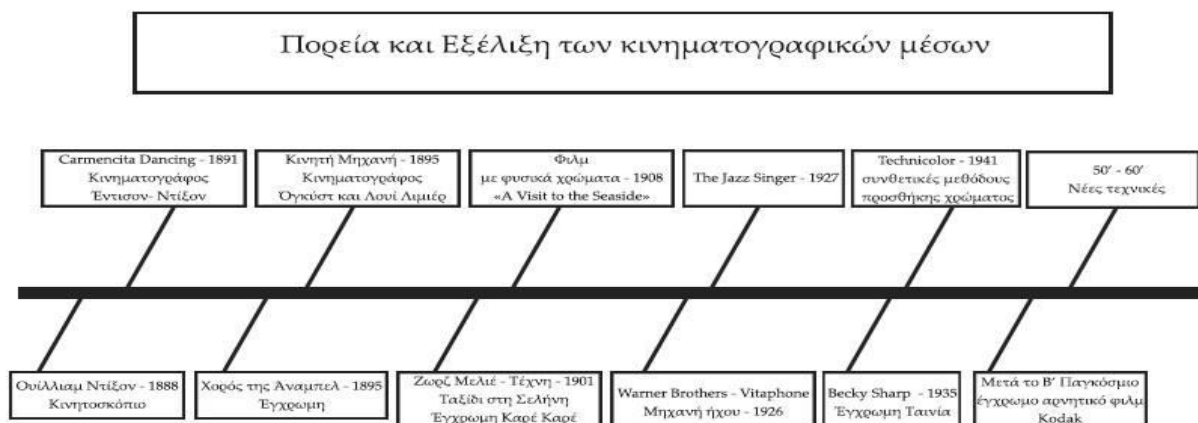 Πορεία και Εξέλιξη των κινηματογραφικών μέσων
Carmencita Dancing - 1891
Κινηματογράφος
Έντισον- Ντίξον
Κινητή Μηχανή - 1895
Κινηματογράφος
Όγκύστ και Λουί Λιμιέρ
Φιλμ
με φυσικά χρώματα - 1908
«A Visit to the Seaside»
The Jazz Singer - 1927
Technicolor - 1941
συνθετικές μεθόδους
προσθήκης χρώματος
50' - 60'
Νέες τεχνικές
Ουίλλιαμ Ντίξον - 1888
Κινητοσκόπιο
Χορός της Άναμπελ - 1895
Έγχρωμη
Ζωρζ Μελιέ - Τέχνη - 1901
Ταξίδι στη Σελήνη
Έγχρωμη Καρέ Καρέ
Warner Brothers - Vitaphone
Μηχανή ήχου - 1926
Becky Sharp - 1935
Έγχρωμη Ταινία
Μετά το Β' Παγκόσμιο
έγχρωμο αρνητικό φιλμ
Kodak